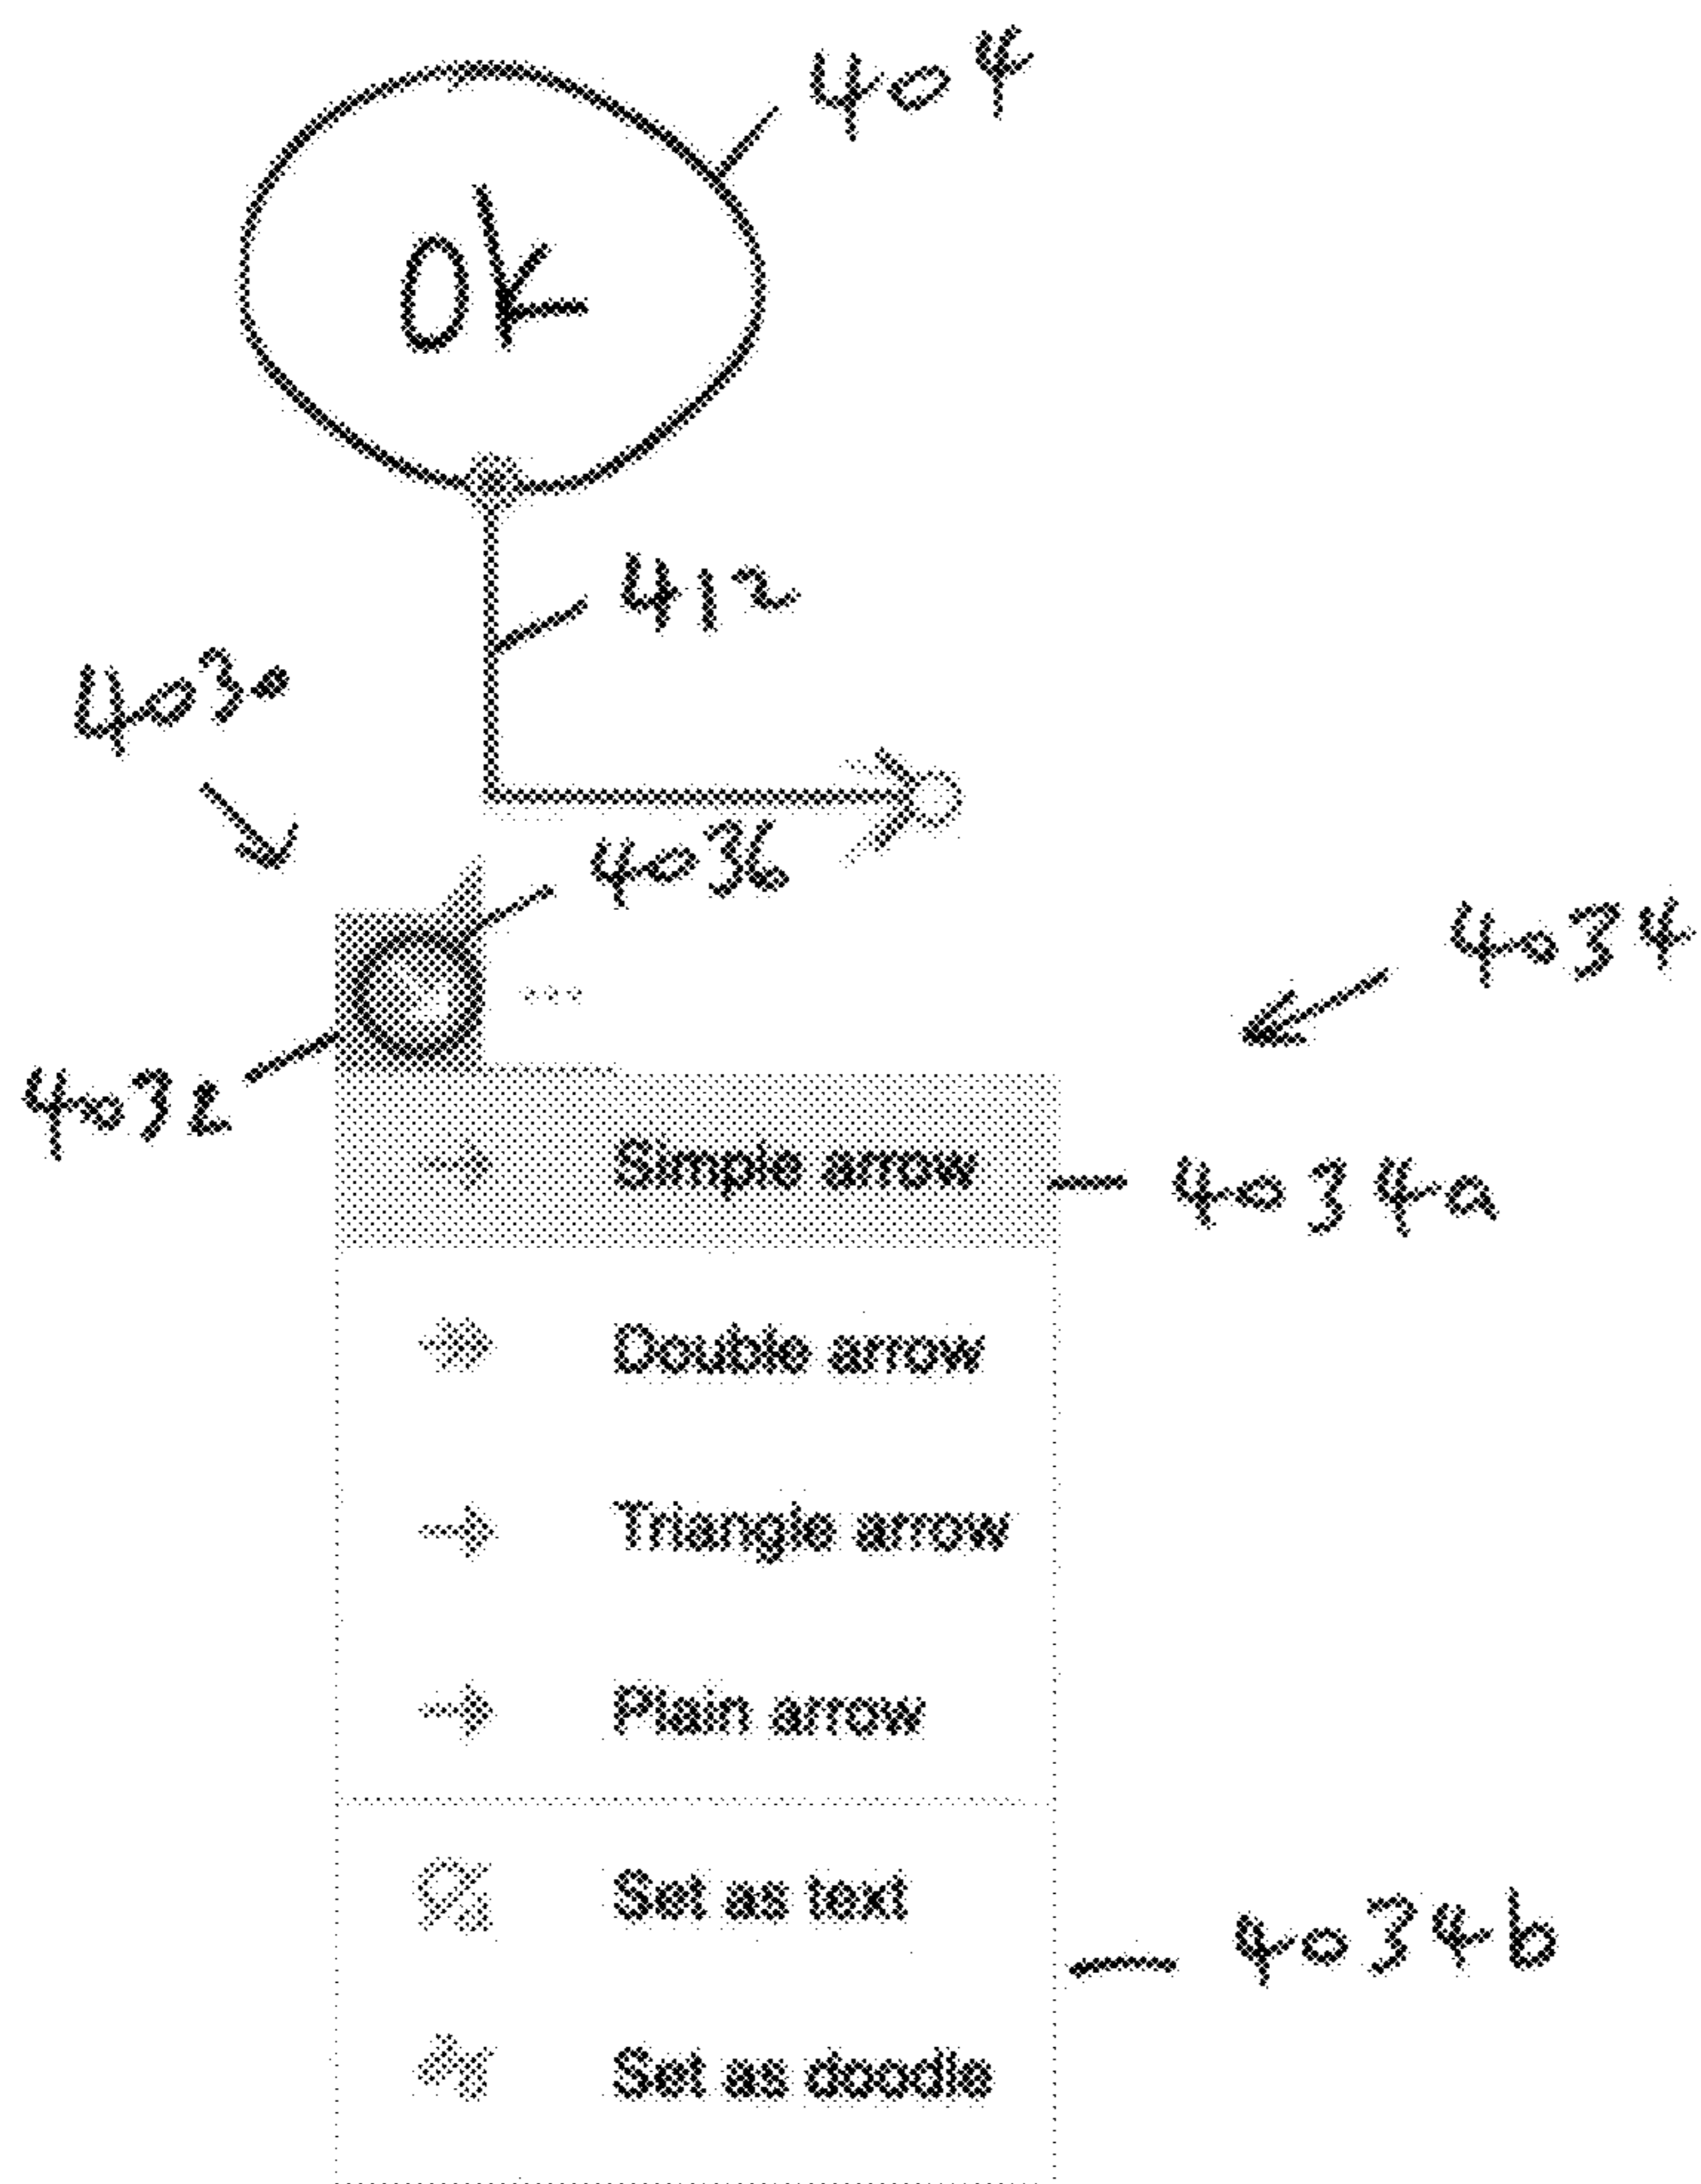 404
ok
412
4030
4036
4034
...
4032
Simple arrow
4034a
Double arrow
Triangle arrow
Plain arrow
Set as text
4034b
Set as doodle